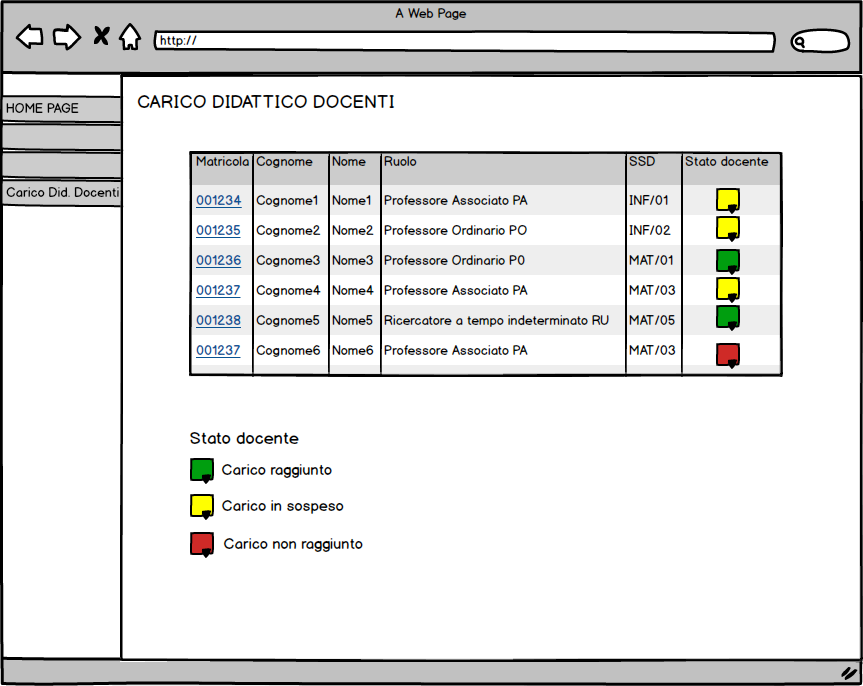 A Web Page
http://
HOME PAGE
Carico Did. Docenti
CARICO DIDATTICO DOCENTI
Matricola Cognome Nome Ruolo SSD Stato docente
001234 Cognome1 Nome1 Professore Associato PA INF/01
001235 Cognome2 Nome2 Professore Ordinario PO INF/02
001236 Cognome3 Nome3 Professore Ordinario P0 MAT/01
001237 Cognome4 Nome4 Professore Associato PA MAT/03
001238 Cognome5 Nome5 Ricercatore a tempo indeterminato RU MAT/05
001237 Cognome6 Nome6 Professore Associato PA MAT/03
Stato docente
Carico raggiunto
Carico in sospeso
Carico non raggiunto